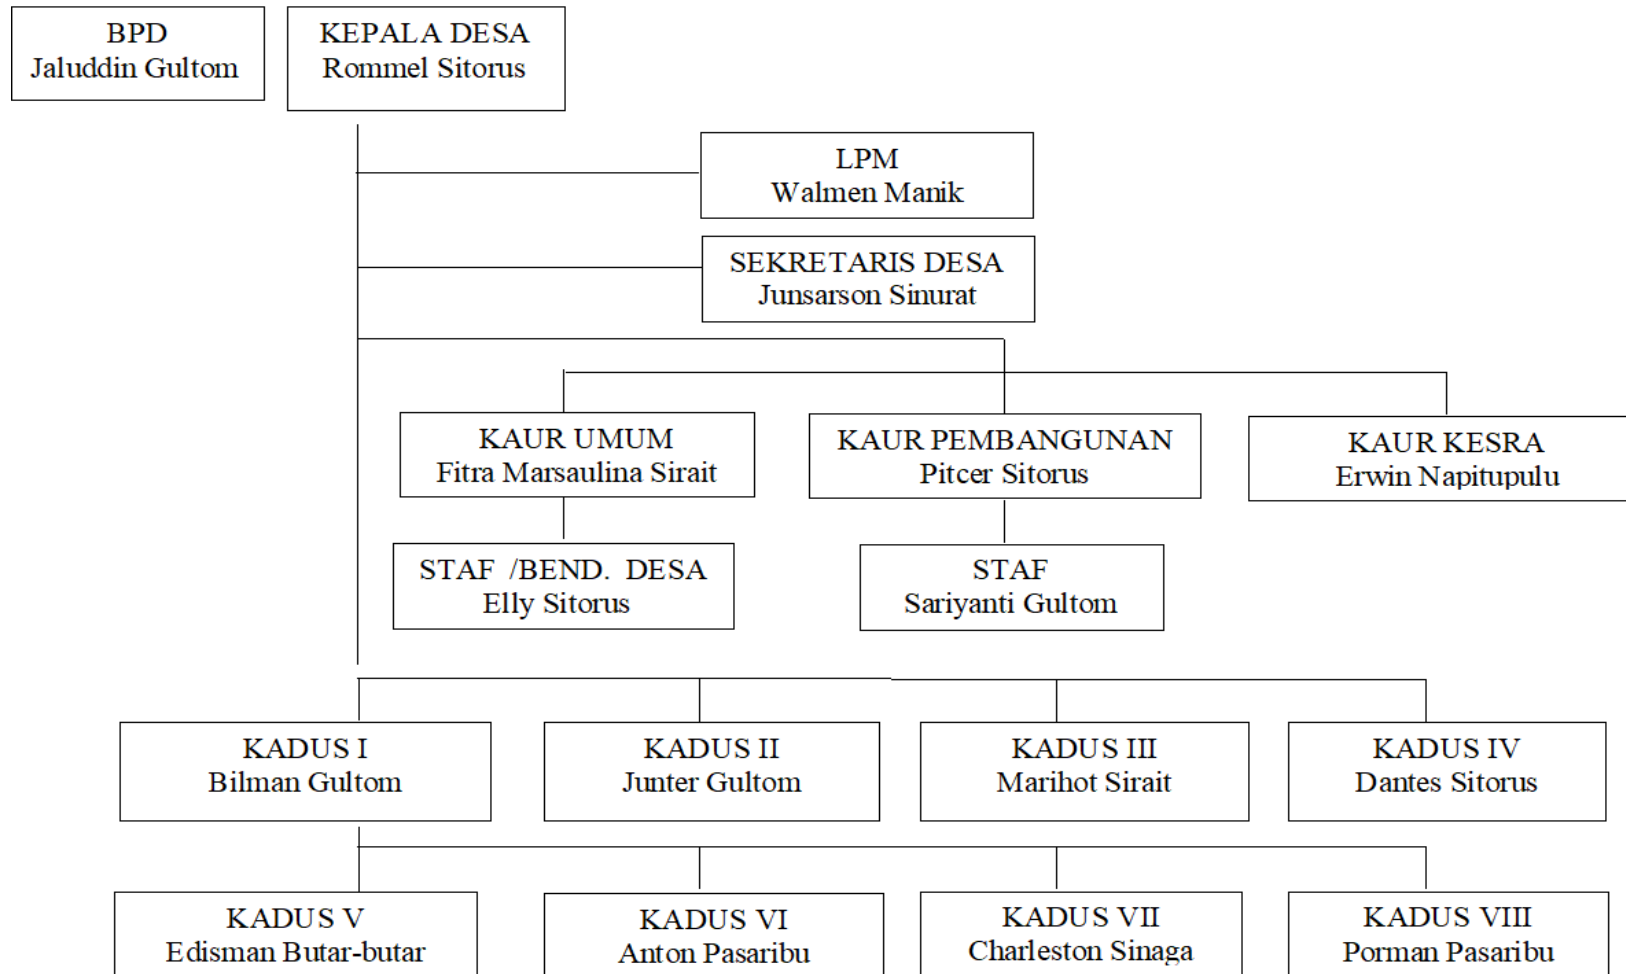 BPD
Jaluddin Gultom
KEPALA DESA
Rommel Sitorus
LPM
Walmen Manik
SEKRETARIS DESA
Junsarson Sinurat
KAUR UMUM
Fitra Marsaulina Sirait
KAUR PEMBANGUNAN
Pitcer Sitorus
KAUR KESRA
Erwin Napitupulu
STAF /BEND. DESA
Elly Sitorus
STAF
Sariyanti Gultom
KADUS I
Bilman Gultom
KADUS II
Junter Gultom
KADUS III
Marihot Sirait
KADUS IV
Dantes Sitorus
KADUS V
Edisman Butar-butar
KADUS VI
Anton Pasaribu
KADUS VII
Charleston Sinaga
KADUS VIII
Porman Pasaribu